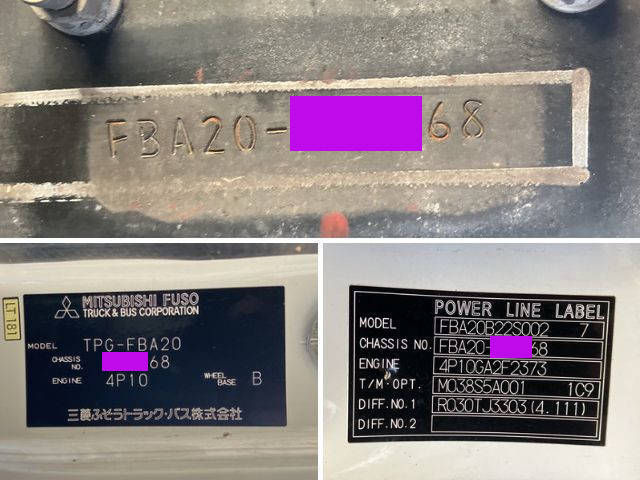 FBA20-68
LT181
MITSUBISHI FUSO
TRUCK & BUS CORPORATION
MODEL TPG-FBA20
CHASSIS NO. 68
ENGINE 4P10 WHEEL BASE B
三菱ふそうトラック・バス株式会社
POWER LINE LABEL
MODEL FBA20B22S002 7
CHASSIS NO. FBA20-68
ENGINE 4P10GA2F2373
T/M·OPT. M038S5A001 1C9
DIFF.NO.1 R030TJ3303(4.111)
DIFF.NO.2